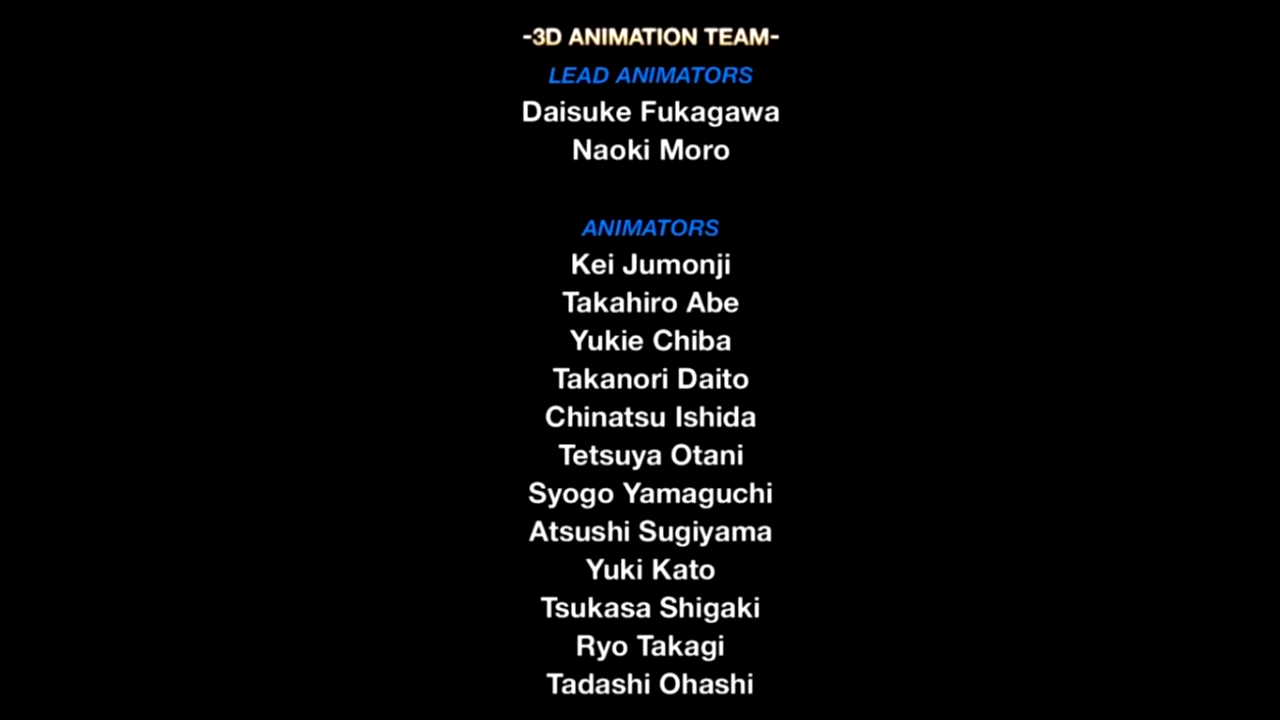 -3D ANIMATION TEAM-
LEAD ANIMATORS
Daisuke Fukagawa
Naoki Moro
ANIMATORS
Kei Jumonji
Takahiro Abe
Yukie Chiba
Takanori Daito
Chinatsu Ishida
Tetsuya Otani
Syogo Yamaguchi
Atsushi Sugiyama
Yuki Kato
Tsukasa Shigaki
Ryo Takagi
Tadashi Ohashi